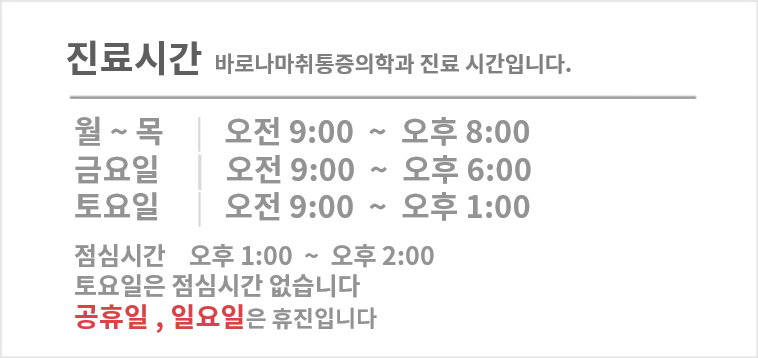 진료시간 바로나마취통증의학과 진료 시간입니다.
월 ~ 목 | 오전 9:00 ~ 오후 8:00
금요일 | 오전 9:00 ~ 오후 6:00
토요일 | 오전 9:00 ~ 오후 1:00
점심시간 오후 1:00 ~ 오후 2:00
토요일은 점심시간 없습니다
공휴일 , 일요일은 휴진입니다